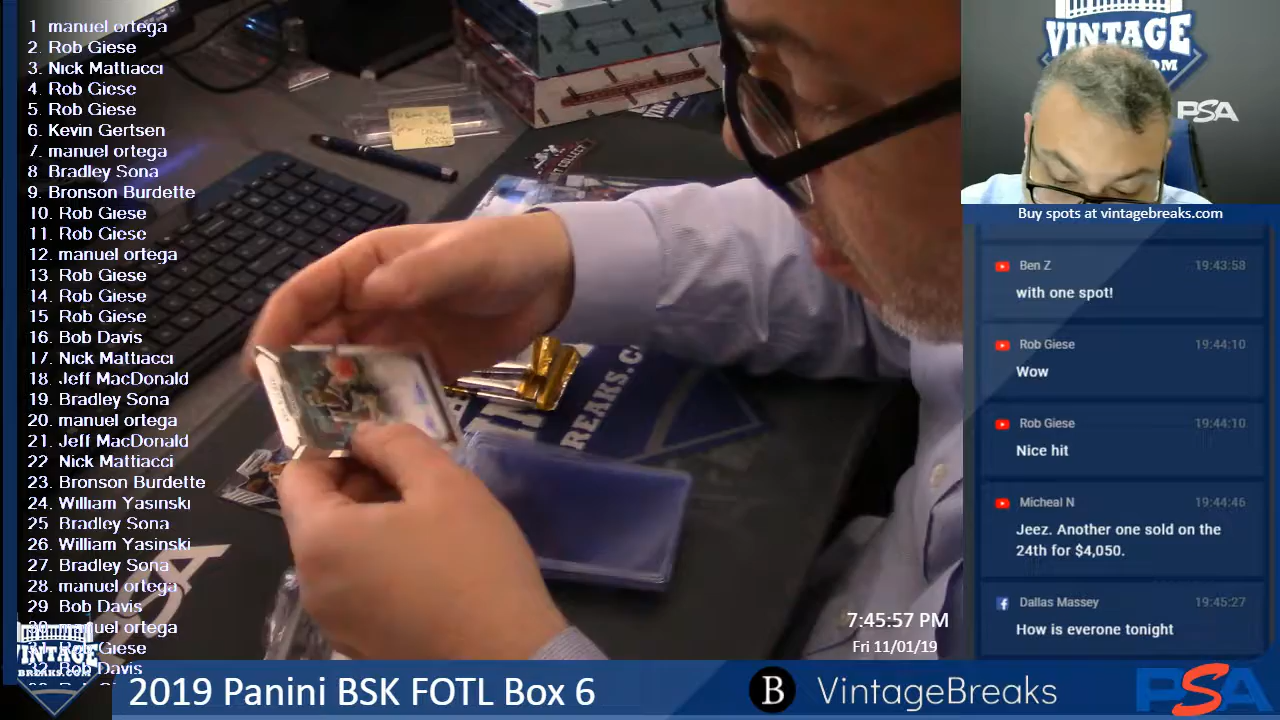 1 manuel ortega
2. Rob Giese
3. Nick Mattiacci
4. Rob Giese
5. Rob Giese
6. Kevin Gertsen
7. manuel ortega
8 Bradley Sona
9. Bronson Burdette
10. Rob Giese
11. Rob Giese
12. manuel ortega
13. Rob Giese
14. Rob Giese
15. Rob Giese
16. Bob Davis
17. Nick Mattiacci
18. Jeff MacDonald
19. Bradley Sona
20. manuel ortega
21. Jeff MacDonald
22 Nick Mattiacci
23. Bronson Burdette
24. William Yasinski
25 Bradley Sona
26. William Yasinski
27. Bradley Sona
28. manuel ortega
29 Bob Davis
30. manuel ortega
31. Rob Giese
32. Bob Davis
VINTAGE
BREAKS.COM
2019 Panini BSK FOTL Box 6
B VintageBreaks
PSA
7:45:57 PM
Fri 11/01/19
VINTAGE
PSA
Buy spots at vintagebreaks.com
Ben Z 19:43:58
with one spot!
Rob Giese 19:44:10
Wow
Rob Giese 19:44:10
Nice hit
Micheal N 19:44:46
Jeez. Another one sold on the
24th for $4,050.
Dallas Massey 19:45:27
How is everone tonight
BREAKS.C